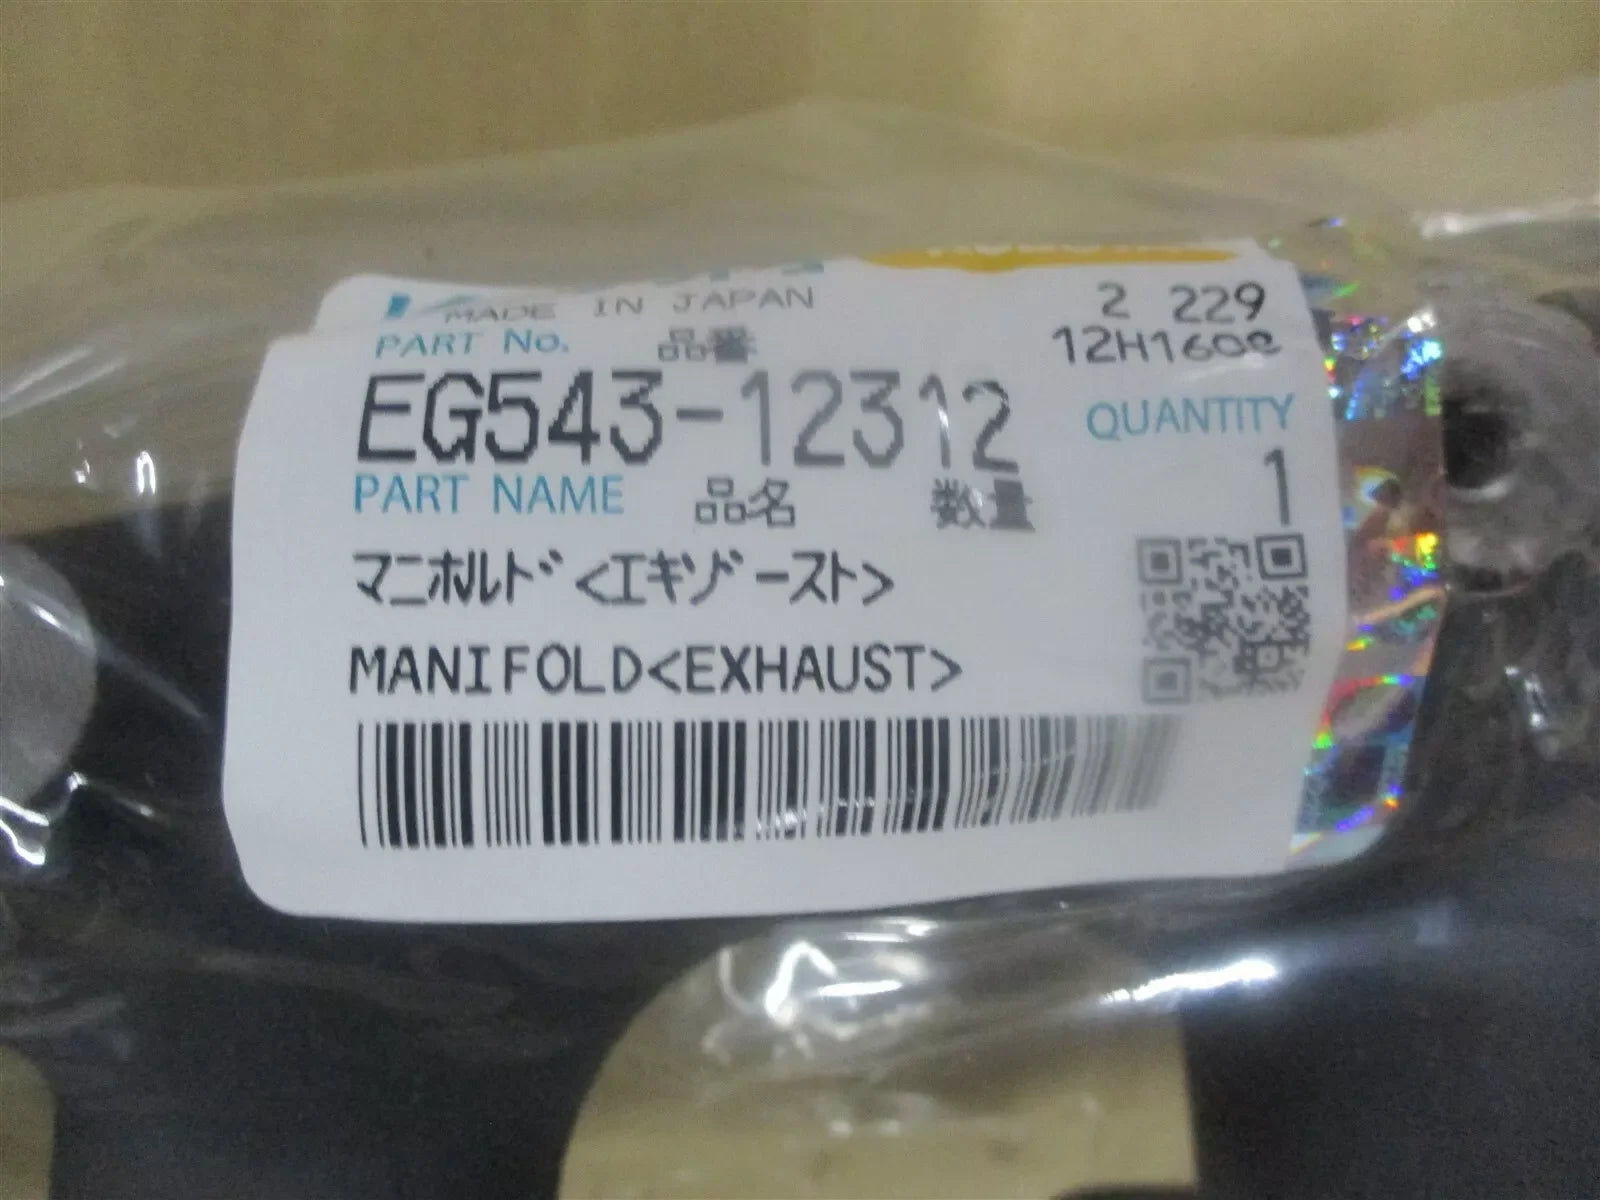 MADE IN JAPAN 2 229
PART No. 品番 12H160e
EG543-12312 QUANTITY
PART NAME 品名 数量 1
マニホルド<エキゾースト>
MANIFOLD<EXHAUST>